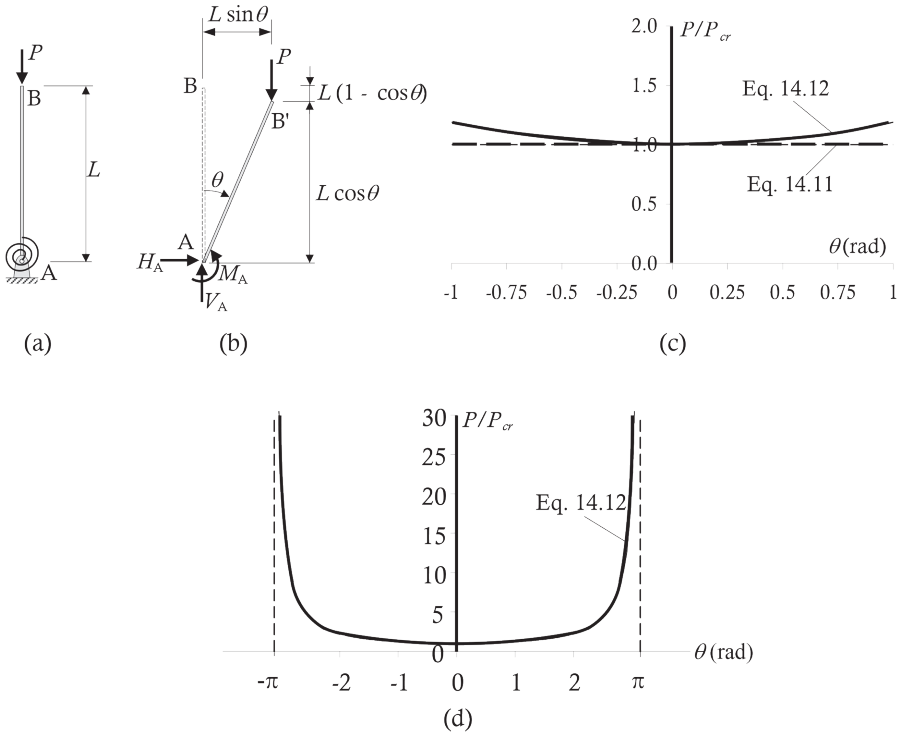 P
B
L
A
(a)
L sinθ
P
B
L (1 - cosθ)
B'
θ
L cosθ
A
H_A
M_A
V_A
(b)
P/P_cr
2.0
1.5
Eq. 14.12
1.0
Eq. 14.11
0.5
θ (rad)
0.0
-1 -0.75 -0.5 -0.25 0 0.25 0.5 0.75 1
(c)
30 P/P_cr
25
20
Eq. 14.12
15
10
5
0
θ (rad)
-π -2 -1 0 1 2 π
(d)